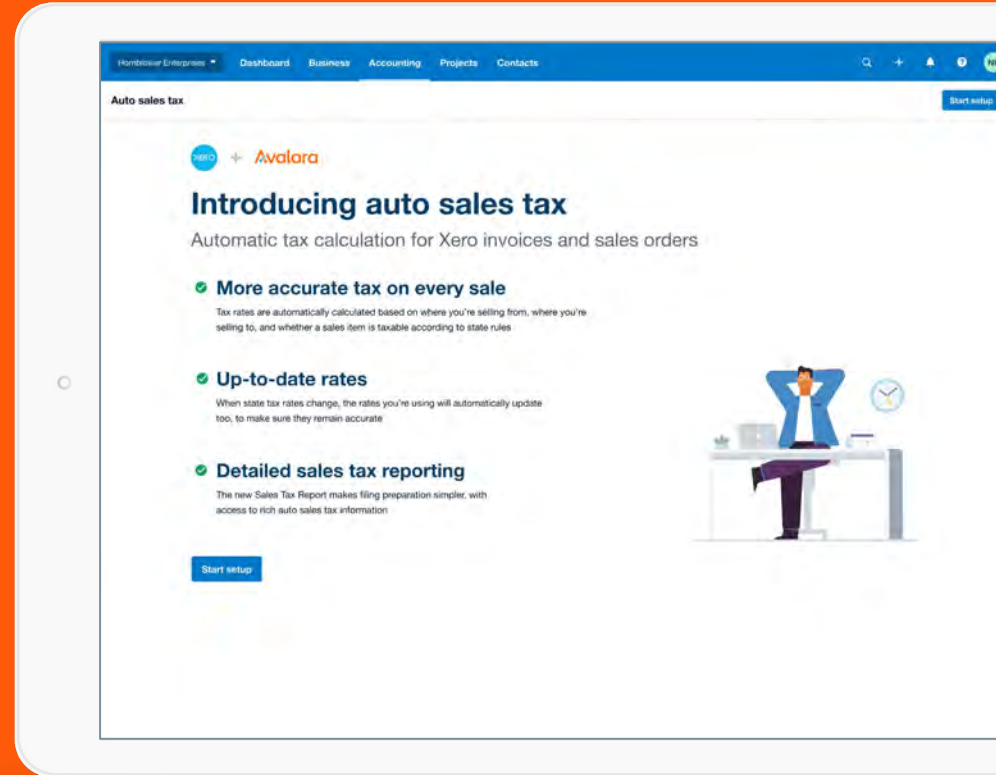 Hornblower Enterprises Dashboard Business Accounting Projects Contacts
Auto sales tax Start setup
XERO + Avalara
Introducing auto sales tax
Automatic tax calculation for Xero invoices and sales orders
More accurate tax on every sale
Tax rates are automatically calculated based on where you're selling from, where you're
selling to, and whether a sales item is taxable according to state rules
Up-to-date rates
When state tax rates change, the rates you're using will automatically update
too, to make sure they remain accurate
Detailed sales tax reporting
The new Sales Tax Report makes filing preparation simpler, with
access to rich auto sales tax information
Start setup